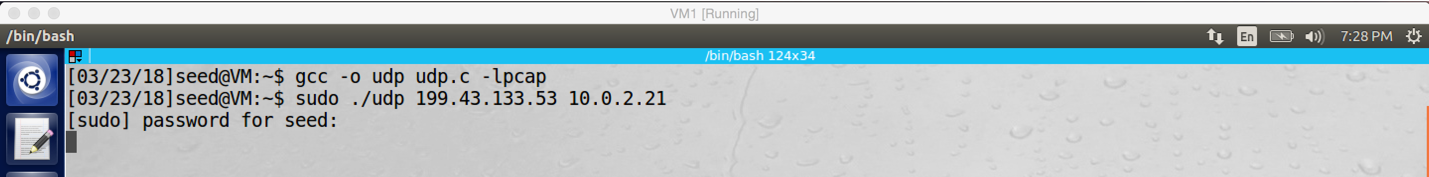 VM1 [Running]
/bin/bash En 7:28 PM
/bin/bash 124x34
[03/23/18]seed@VM:~$ gcc -o udp udp.c -lpcap
[03/23/18]seed@VM:~$ sudo ./udp 199.43.133.53 10.0.2.21
[sudo] password for seed: